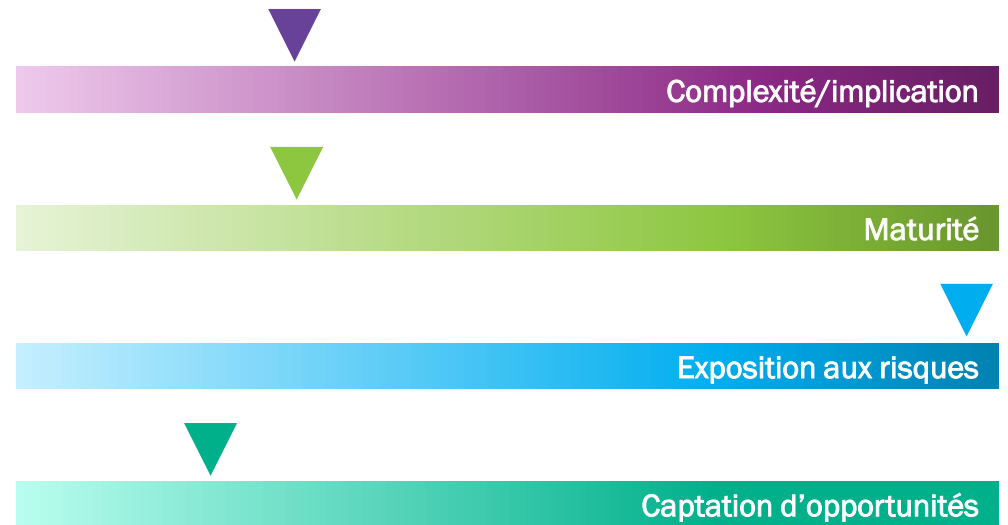 Complexité/implication
Maturité
Exposition aux risques
Captation d’opportunités